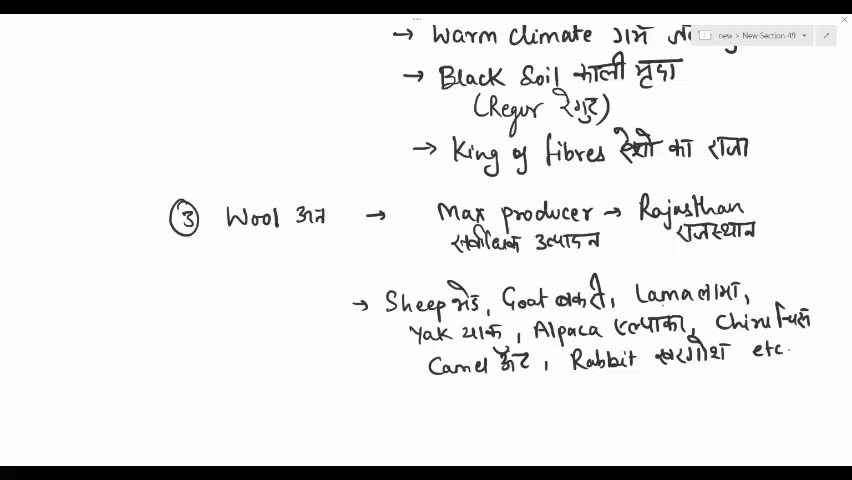 → Warm climate गर्म
new > New Section 49
→ Black Soil काली मृदा
(Regur रेगुर)
→ King of fibres रेशो का राजा
③ Wool ऊन → Max producer → Rajasthan
सर्वाधिक उत्पादन राजस्थान
→ Sheep भेड, Goat बकरी, Lama लामा,
Yak याक, Alpaca एल्पाका, Chiru चिरु
Camel ऊँट, Rabbit खरगोश etc.